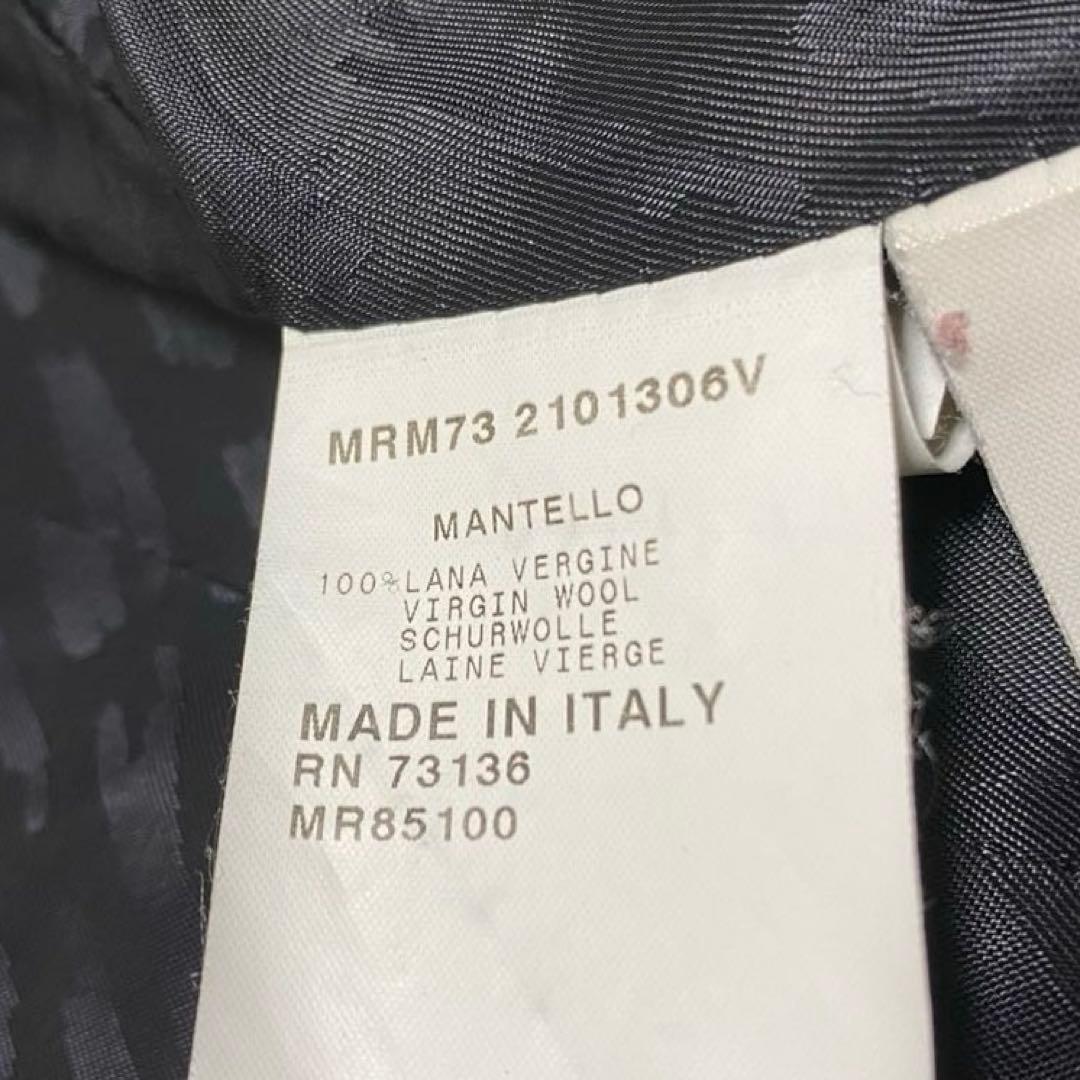 MRM73 2101306V
MANTELLO
100%LANA VERGINE
VIRGIN WOOL
SCHURWOLLE
LAINE VIERGE
MADE IN ITALY
RN 73136
MR85100